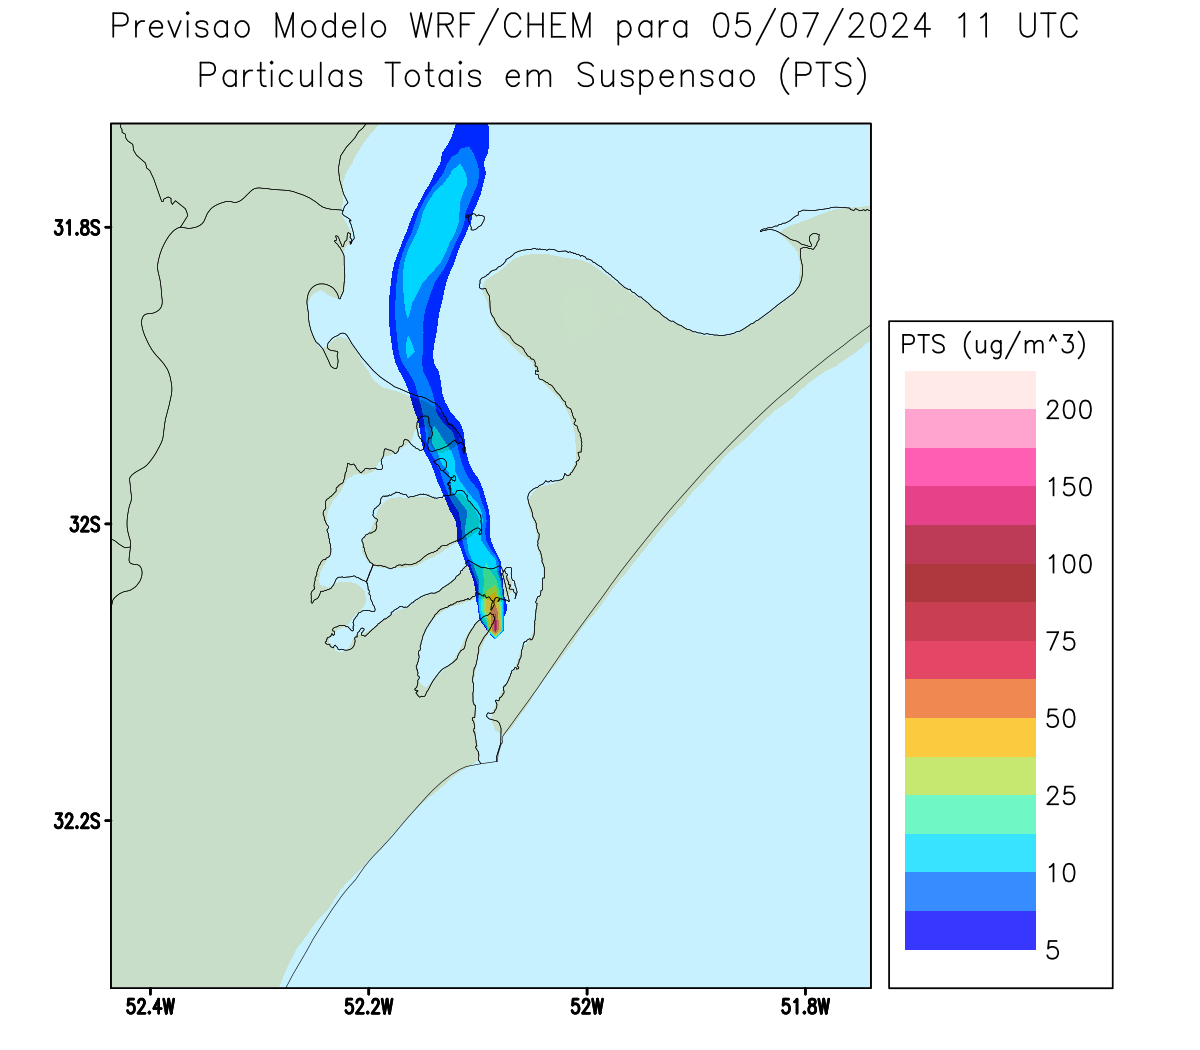 Previsao Modelo WRF/CHEM para 05/07/2024 11 UTC
Particulas Totais em Suspensao (PTS)
31.8S
32S
32.2S
52.4W
52.2W
52W
51.8W
PTS (ug/m^3)
200
150
100
75
50
25
10
5